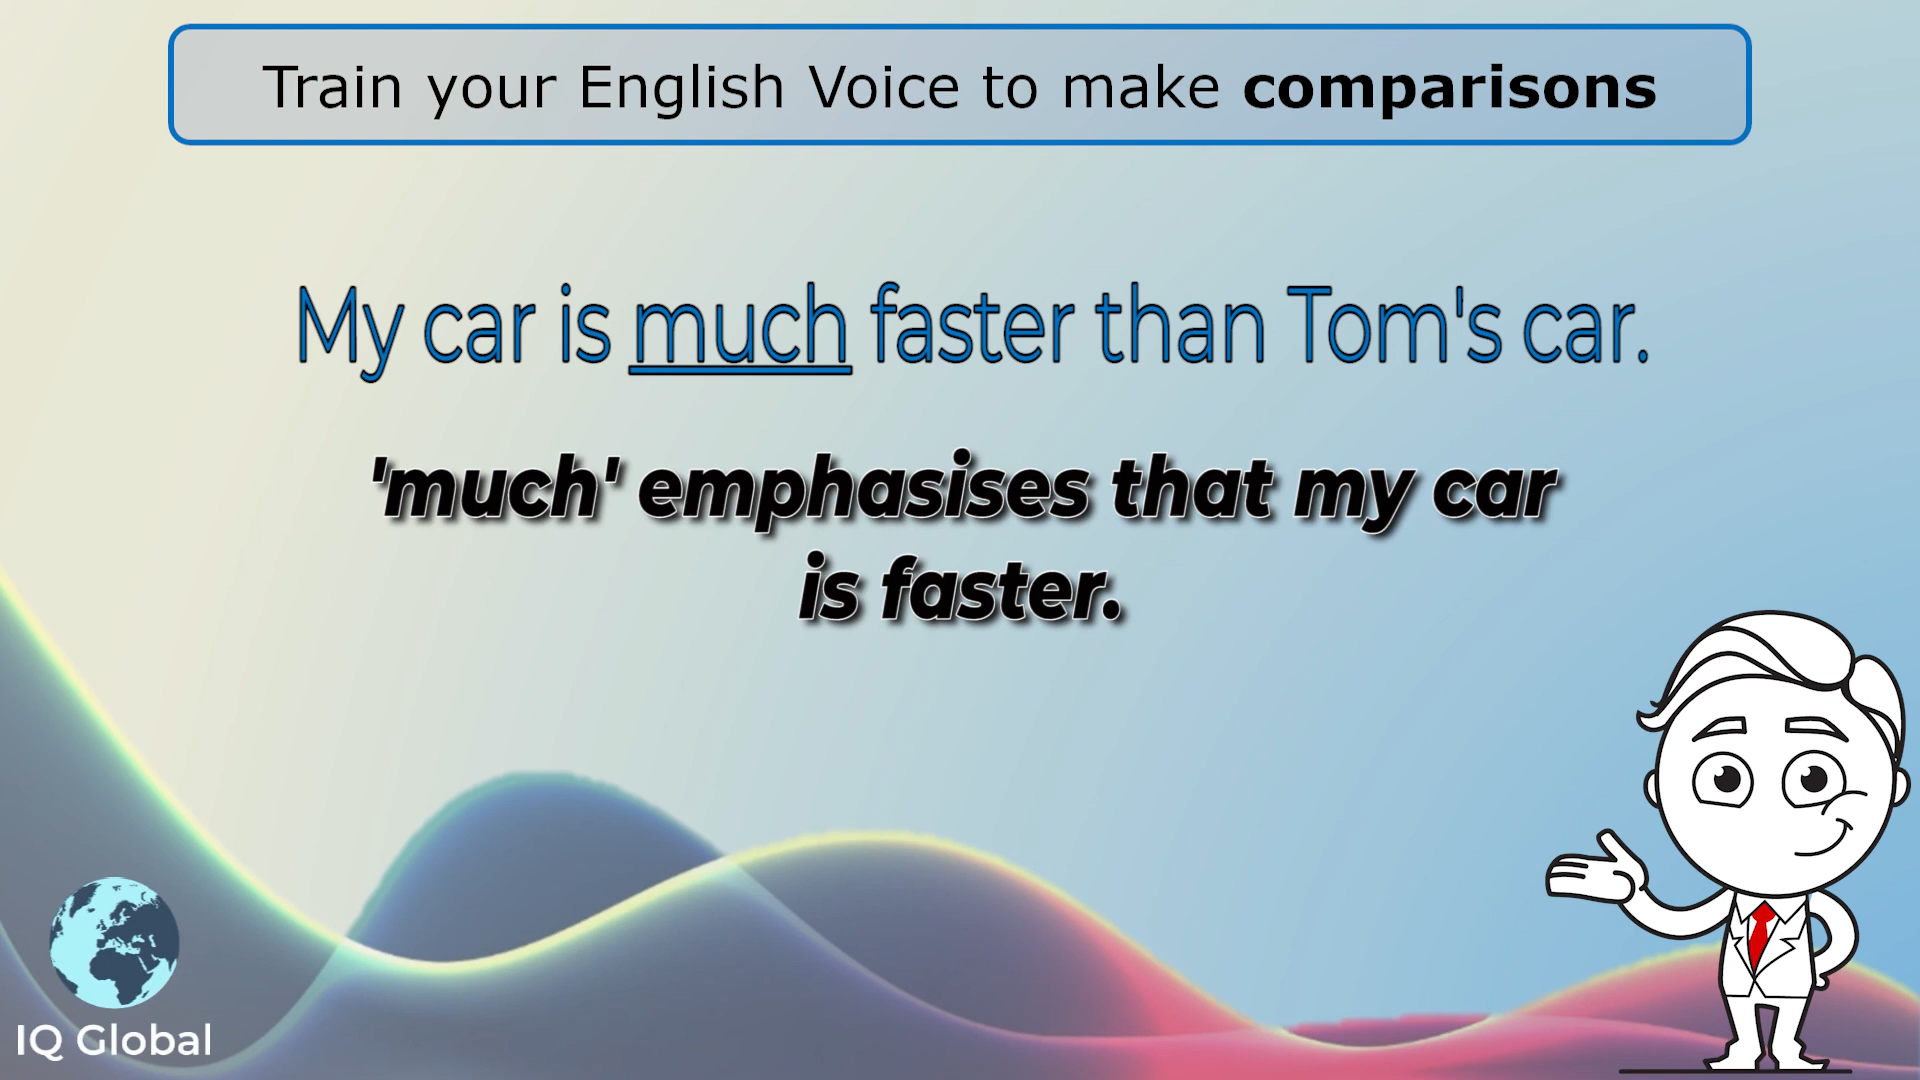 Train your English Voice to make comparisons
My car is much faster than Tom's car.
'much' emphasises that my car
is faster.
IQ Global